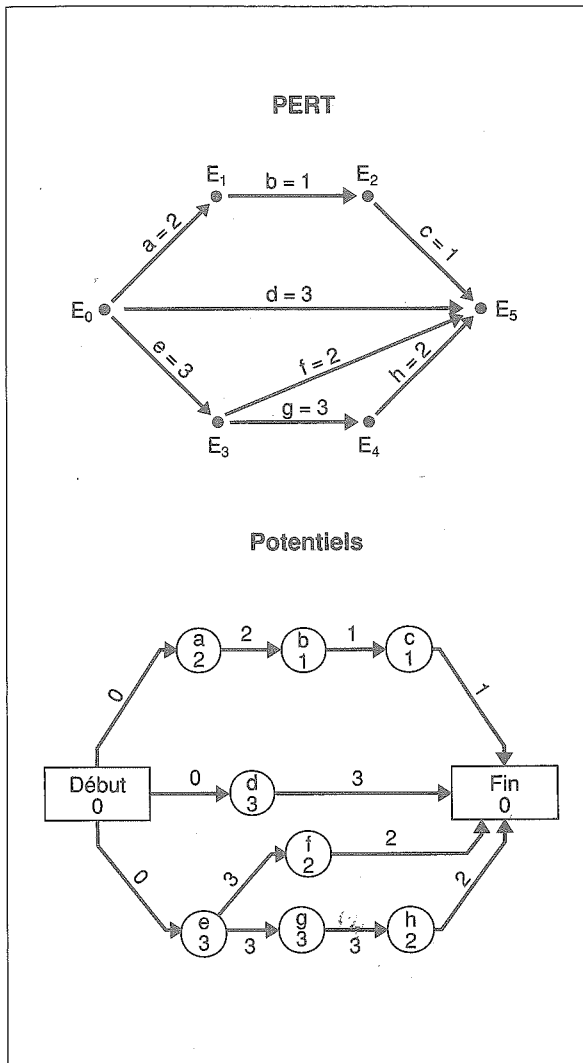 PERT
E₁ b = 1 E₂
a = 2 c = 1
E₀ d = 3 E₅
e = 3 f = 2 h = 2
g = 3
E₃ E₄
Potentiels
a 2 b 1 c
2 1 1
0 1
Début 0 d 3 Fin
0 3 0
f 2
0 3 2 2
e g h
3 3 3 3 2